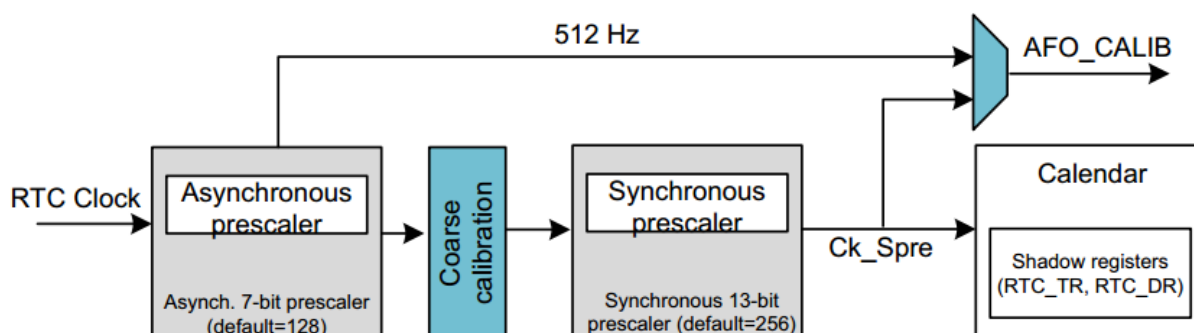 512 Hz
AFO_CALIB
RTC Clock
Asynchronous
prescaler
Asynch. 7-bit prescaler
(default=128)
Coarse
calibration
Synchronous
prescaler
Synchronous 13-bit
prescaler (default=256)
Ck_Spre
Calendar
Shadow registers
(RTC_TR, RTC_DR)